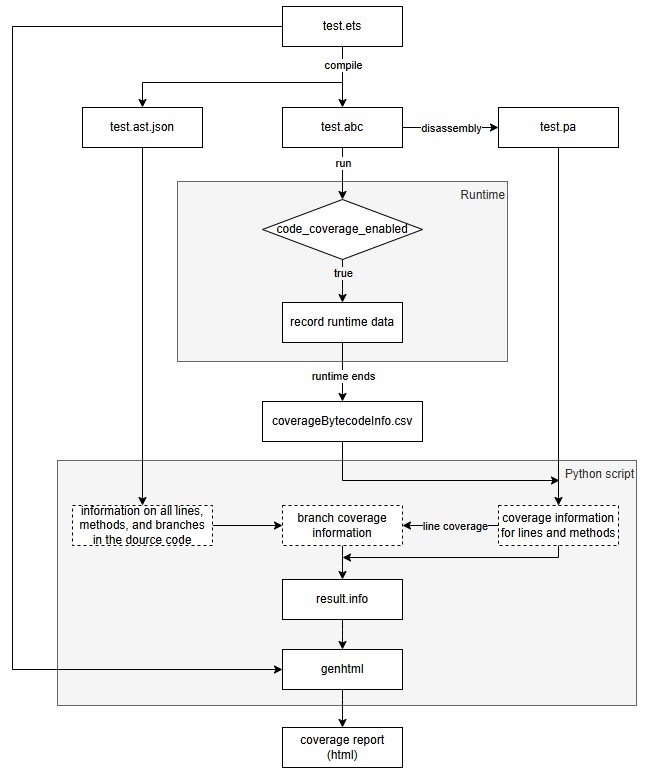 test.ets
compile
test.ast.json
test.abc
disassembly
test.pa
run
Runtime
code_coverage_enabled
true
record runtime data
runtime ends
coverageBytecodeInfo.csv
Python script
information on all lines,
methods, and branches
in the dource code
branch coverage
information
line coverage
coverage information
for lines and methods
result.info
genhtml
coverage report
(html)